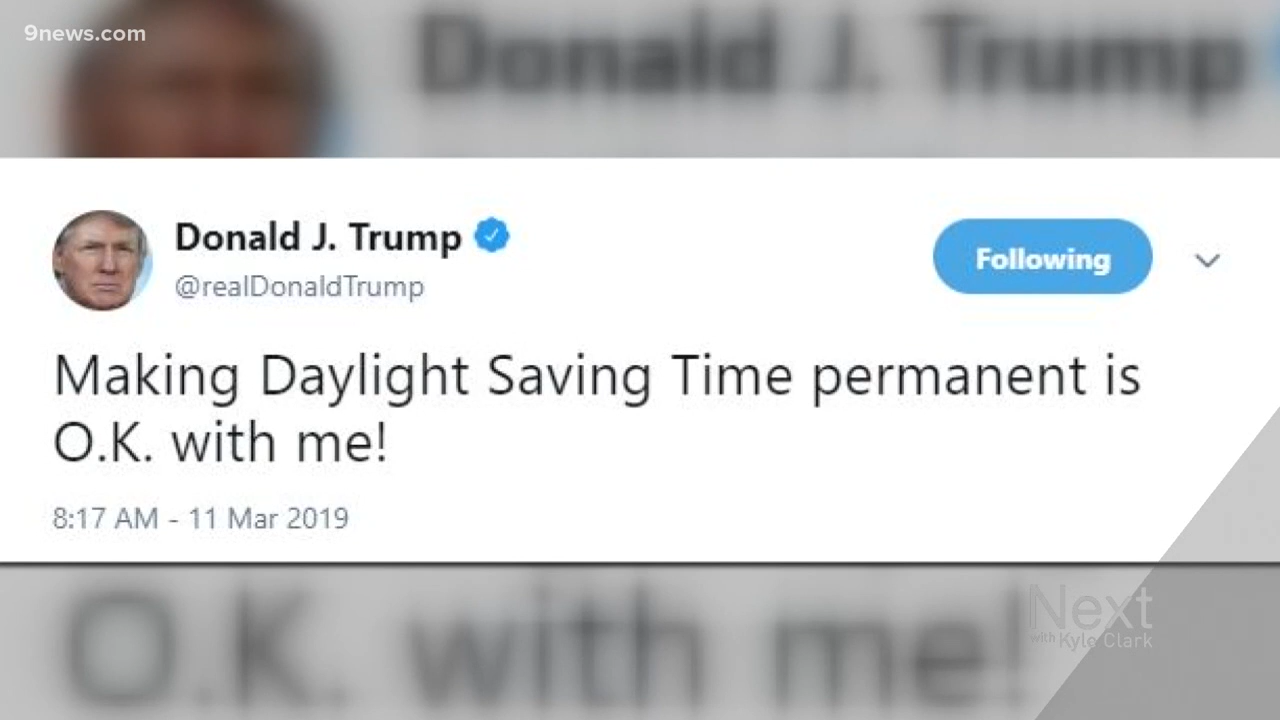 9news.com
Donald J. Trump
Donald J. Trump
@realDonaldTrump
Following
Making Daylight Saving Time permanent is
O.K. with me!
8:17 AM - 11 Mar 2019
O.K. with me!
Next
with Kyle Clark